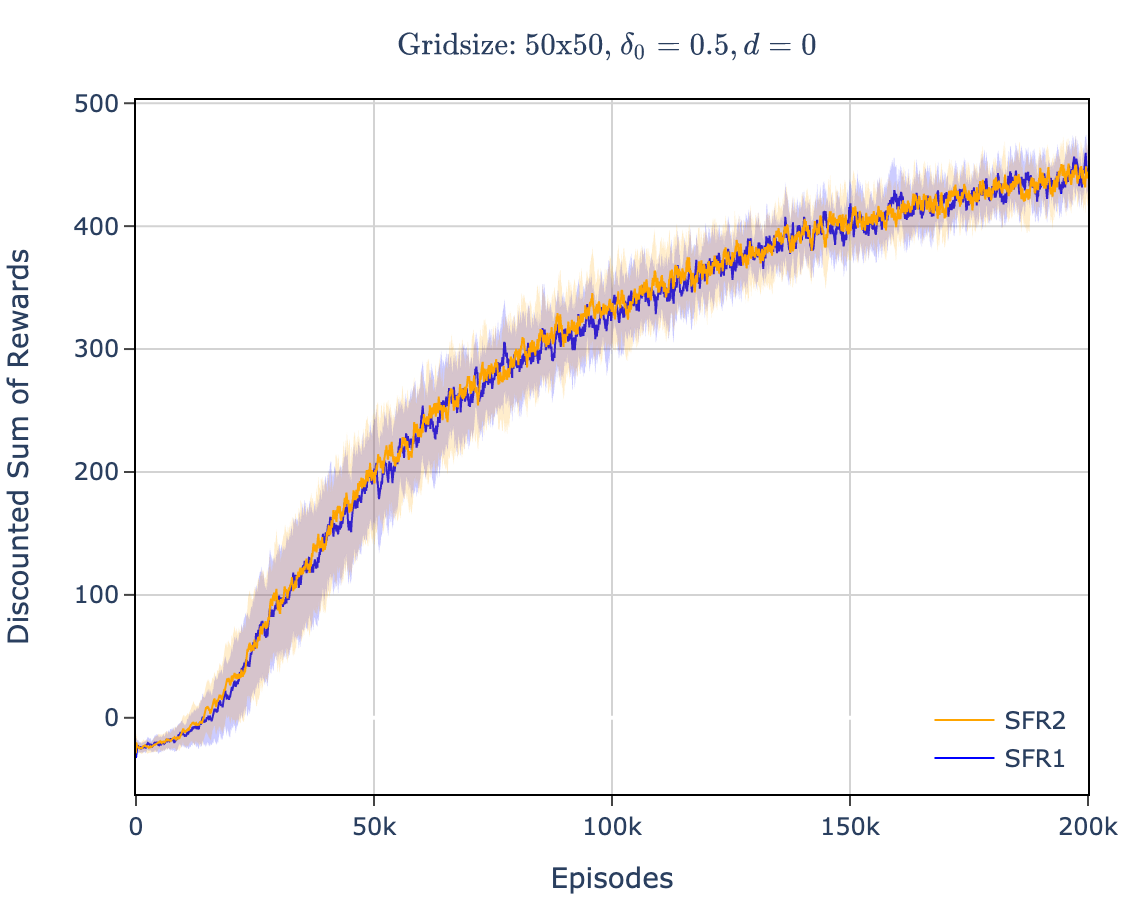 Gridsize: 50x50, δ₀ = 0.5, d = 0
500
400
300
200
100
0
Discounted Sum of Rewards
SFR2
SFR1
0 50k 100k 150k 200k
Episodes